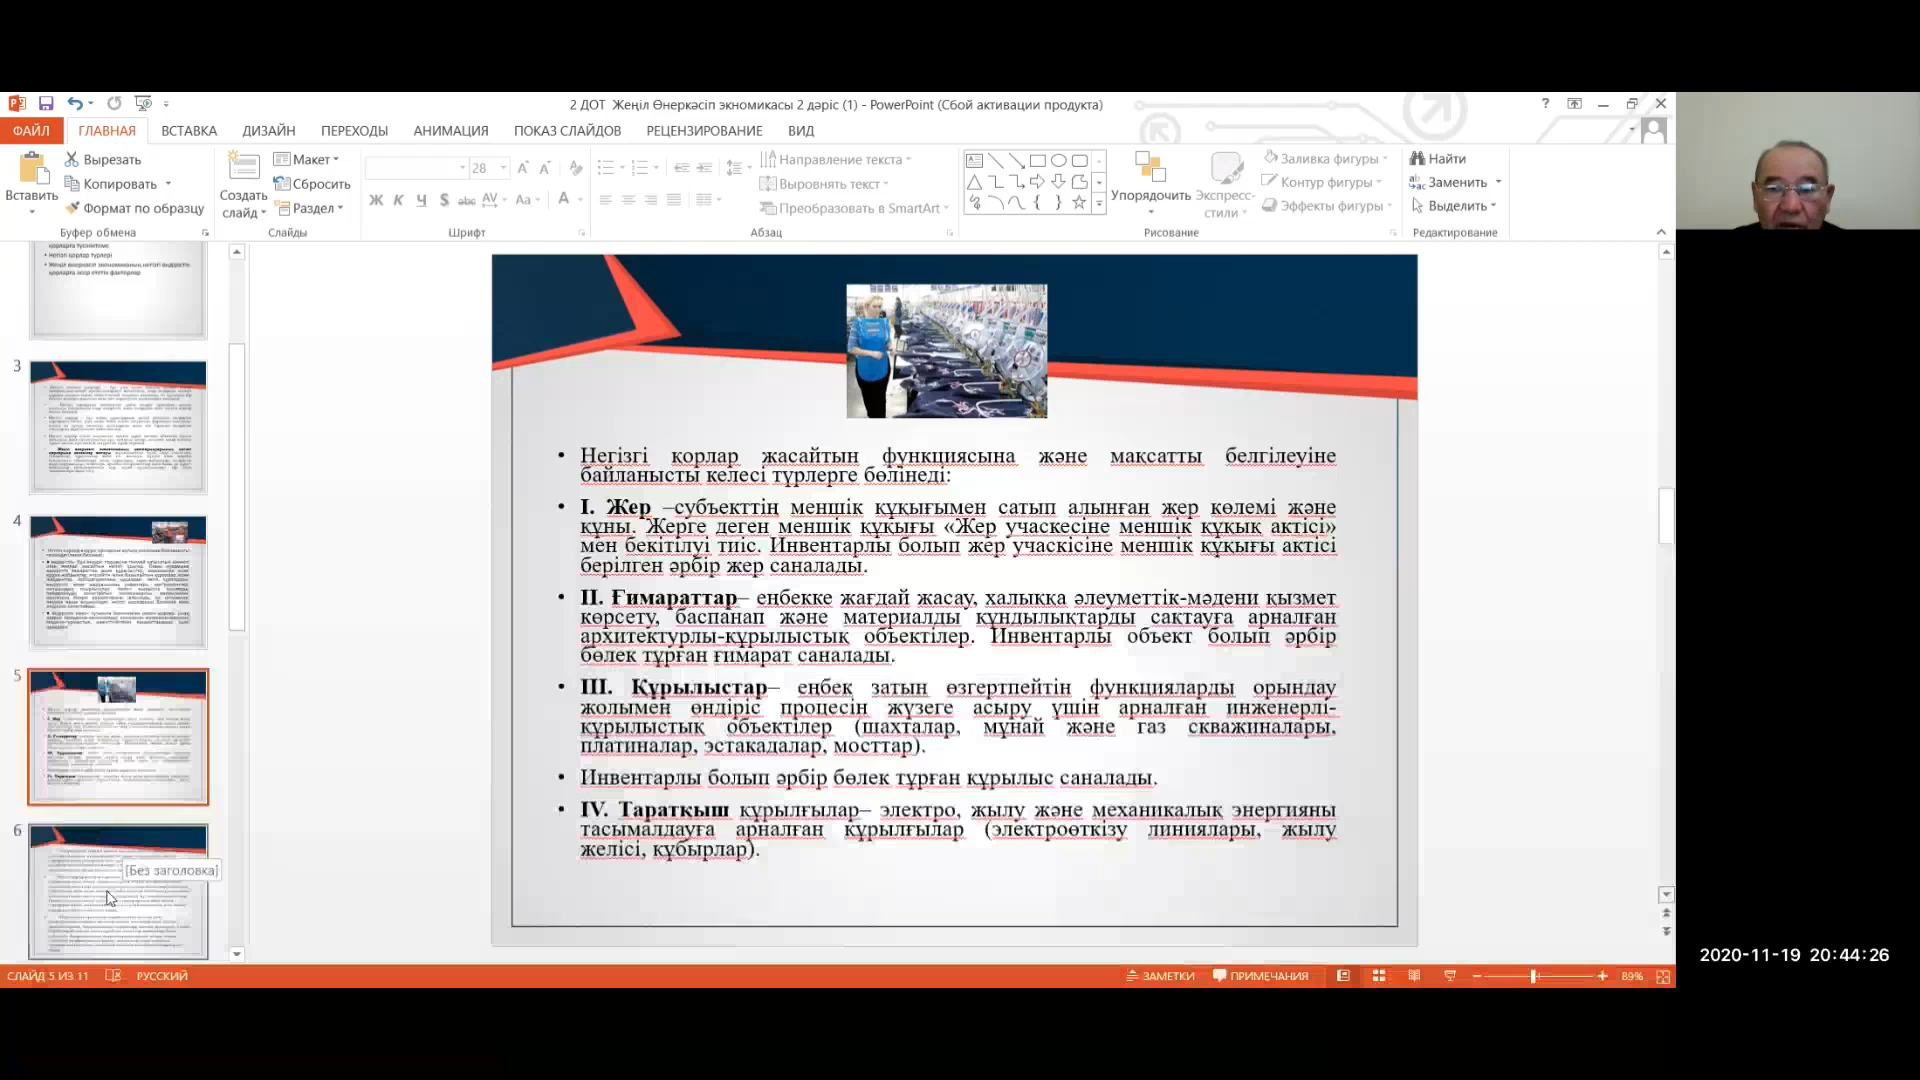 2 ДОТ Жеңіл Өнеркәсіп экномикасы 2 дәріс (1) - PowerPoint (Сбой активации продукта)
ФАЙЛ ГЛАВНАЯ ВСТАВКА ДИЗАЙН ПЕРЕХОДЫ АНИМАЦИЯ ПОКАЗ СЛАЙДОВ РЕЦЕНЗИРОВАНИЕ ВИД
Вставить
Вырезать
Копировать
Формат по образцу
Буфер обмена
Создать слайд
Макет
Сбросить
Раздел
Слайды
28
Ж К Ч S abc AV Aa A
Шрифт
Направление текста
Выровнять текст
Преобразовать в SmartArt
Абзац
Упорядочить
Экспресс-стили
Заливка фигуры
Контур фигуры
Эффекты фигуры
Рисование
Найти
Заменить
Выделить
Редактирование
3
4
5
6
[Без заголовка]
• Негізгі қорлар жасайтын функциясына және мақсатты белгілеуіне
байланысты келесі түрлерге бөлінеді:
• I. Жер –субъекттің меншік құқығымен сатып алынған жер көлемі және
құны. Жерге деген меншік құқығы «Жер учаскесіне меншік құқық актісі»
мен бекітілуі тиіс. Инвентарлы болып жер учаскісіне меншік құқығы актісі
берілген әрбір жер саналады.
• II. Ғимараттар– еңбекке жағдай жасау, халыққа әлеуметтік-мәдени қызмет
көрсету, баспанап және материалды құндылықтарды сақтауға арналған
архитектурлы-құрылыстық объектілер. Инвентарлы объект болып әрбір
бөлек тұрған ғимарат саналады.
• III. Құрылыстар– еңбек затын өзгертпейтін функцияларды орындау
жолымен өндіріс процесін жүзеге асыру үшін арналған инженерлі-
құрылыстық объектілер (шахталар, мұнай және газ скважиналары,
платиналар, эстакадалар, мосттар).
• Инвентарлы болып әрбір бөлек тұрған құрылыс саналады.
• IV. Таратқыш құрылғылар– электро, жылу және механикалық энергияны
тасымалдауға арналған құрылғылар (электроөткізу линиялары, жылу
желісі, құбырлар).
СЛАЙД 5 ИЗ 11 РУССКИЙ ЗАМЕТКИ ПРИМЕЧАНИЯ 89%
2020-11-19 20:44:26